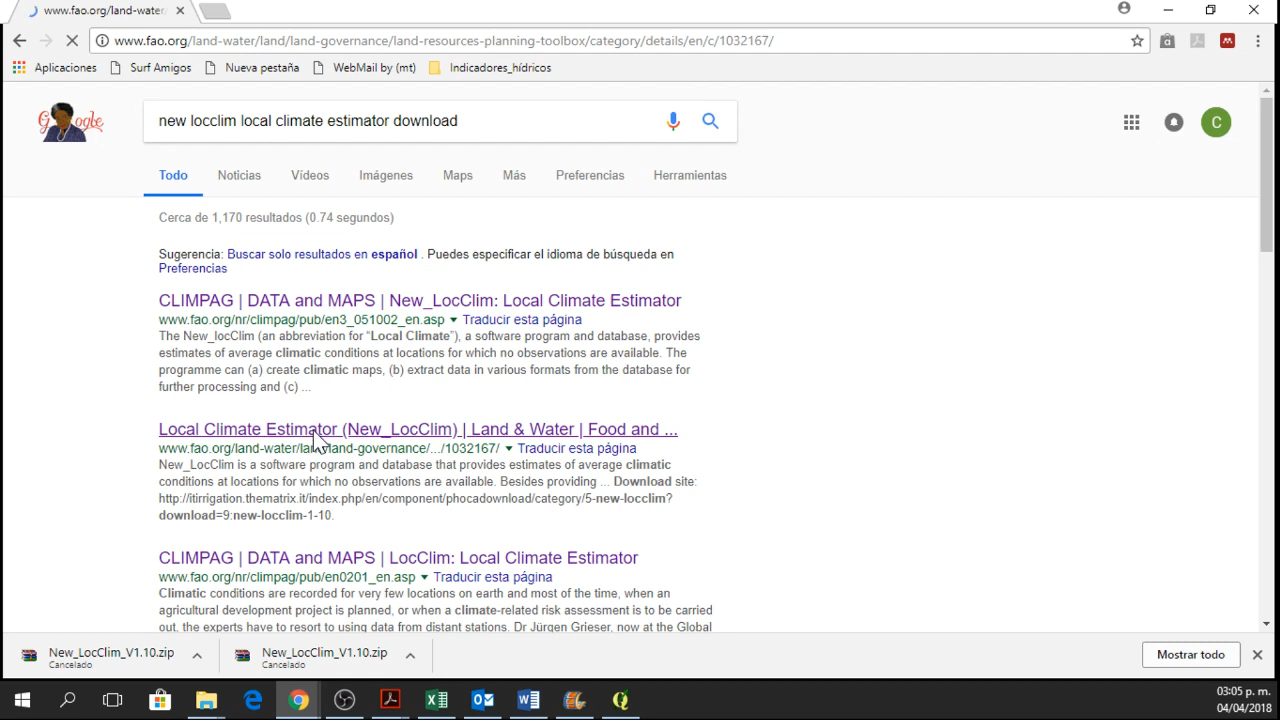 www.fao.org/land-water/
www.fao.org/land-water/land/land-governance/land-resources-planning-toolbox/category/details/en/c/1032167/
Aplicaciones Surf Amigos Nueva pestaña WebMail by (mt) Indicadores_hídricos
new locclim local climate estimator download
C
Todo Noticias Vídeos Imágenes Maps Más Preferencias Herramientas
Cerca de 1,170 resultados (0.74 segundos)
Sugerencia: Buscar solo resultados en español . Puedes especificar el idioma de búsqueda en
Preferencias
CLIMPAG | DATA and MAPS | New_LocClim: Local Climate Estimator
www.fao.org/nr/climpag/pub/en3_051002_en.asp Traducir esta página
The New_locClim (an abbreviation for “Local Climate”), a software program and database, provides
estimates of average climatic conditions at locations for which no observations are available. The
programme can (a) create climatic maps, (b) extract data in various formats from the database for
further processing and (c) ...
Local Climate Estimator (New_LocClim) | Land & Water | Food and ...
www.fao.org/land-water/land/land-governance/.../1032167/ Traducir esta página
New_LocClim is a software program and database that provides estimates of average climatic
conditions at locations for which no observations are available. Besides providing ... Download site:
http://itirrigation.thematrix.it/index.php/en/component/phocadownload/category/5-new-locclim?
download=9:new-locclim-1-10.
CLIMPAG | DATA and MAPS | LocClim: Local Climate Estimator
www.fao.org/nr/climpag/pub/en0201_en.asp Traducir esta página
Climatic conditions are recorded for very few locations on earth and most of the time, when an
agricultural development project is planned, or when a climate-related risk assessment is to be carried
out, the experts have to resort to using data from distant stations. Dr Jürgen Grieser, now at the Global
New_LocClim_V1.10.zip New_LocClim_V1.10.zip Mostrar todo
Cancelado Cancelado
03:05 p. m.
04/04/2018